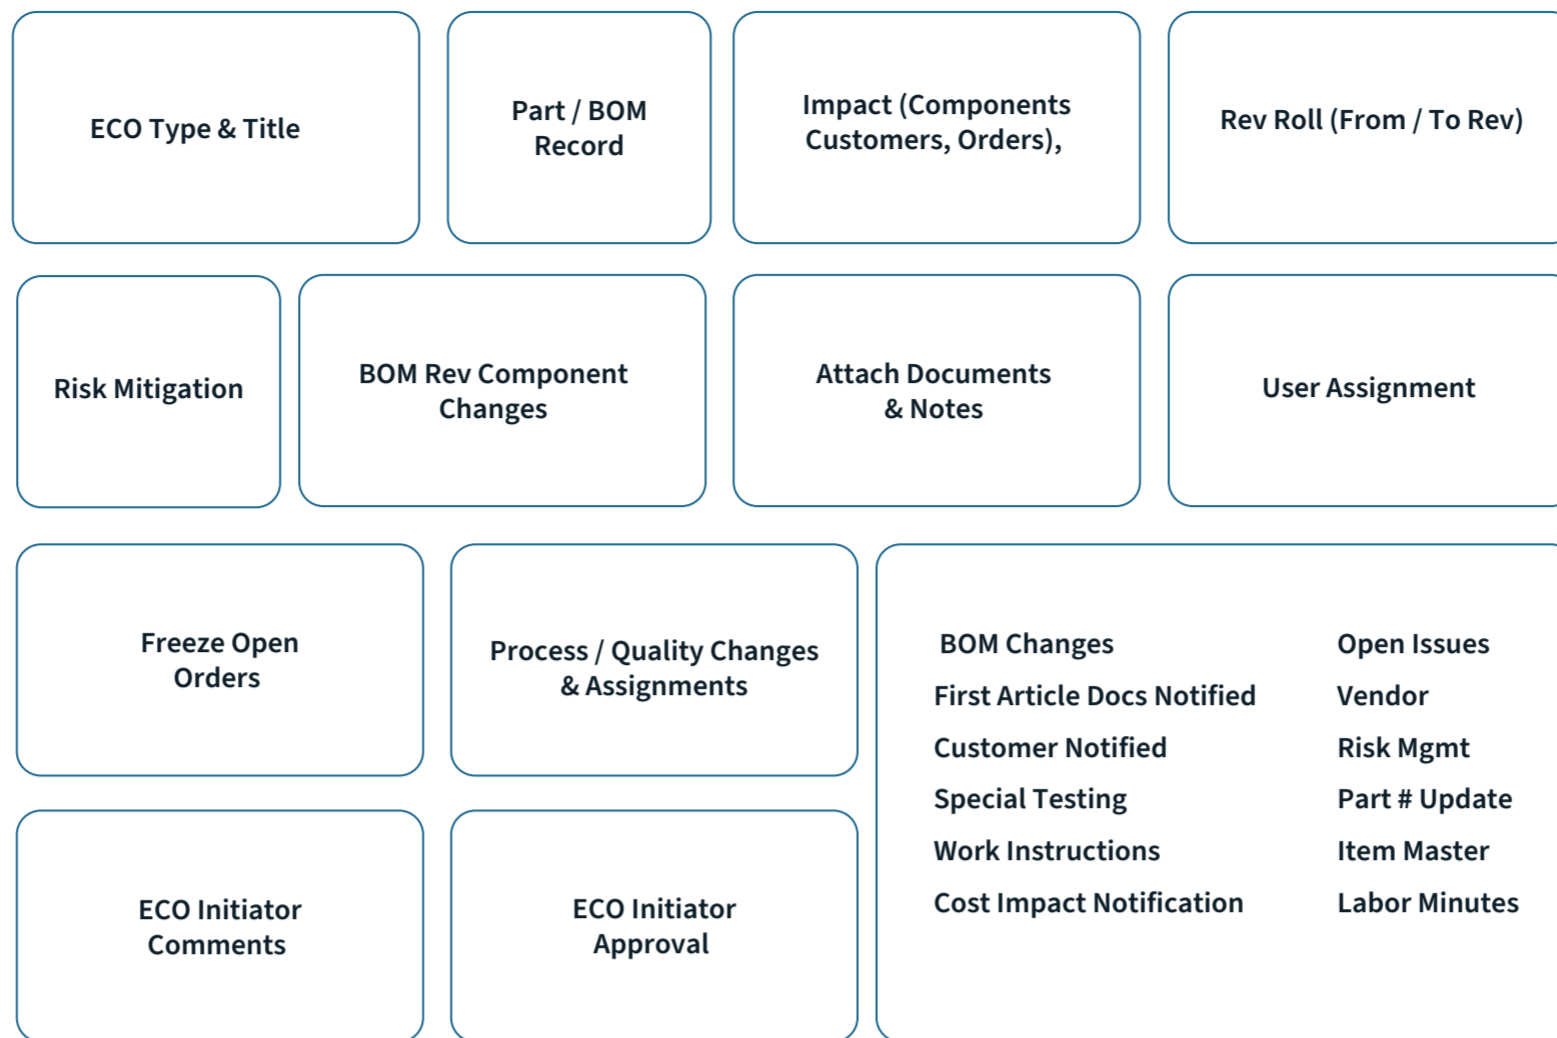 ECO Type & Title
Part / BOM
Record
Impact (Components
Customers, Orders),
Rev Roll (From / To Rev)
Risk Mitigation
BOM Rev Component
Changes
Attach Documents
& Notes
User Assignment
Freeze Open
Orders
Process / Quality Changes
& Assignments
ECO Initiator
Comments
ECO Initiator
Approval
BOM Changes
First Article Docs Notified
Customer Notified
Special Testing
Work Instructions
Cost Impact Notification
Open Issues
Vendor
Risk Mgmt
Part # Update
Item Master
Labor Minutes